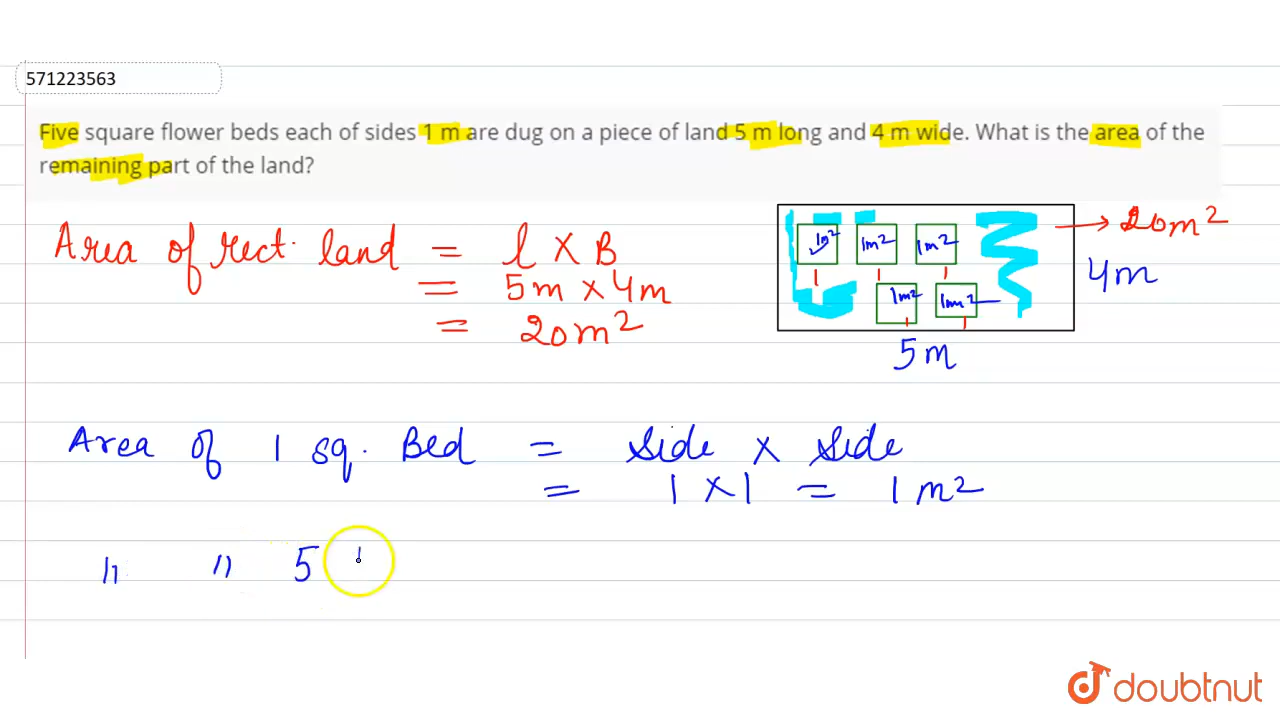 571223563
Five square flower beds each of sides 1 m are dug on a piece of land 5 m long and 4 m wide. What is the area of the
remaining part of the land?
Area of rect. land = l X B
= 5m x 4m
= 20m²
1m² 1m² 1m²
1m² 1m²
→ 20m²
4m
5m
Area of 1 sq. Bed = Side x Side
= 1 X 1 = 1m²
" " 5
doubtnut